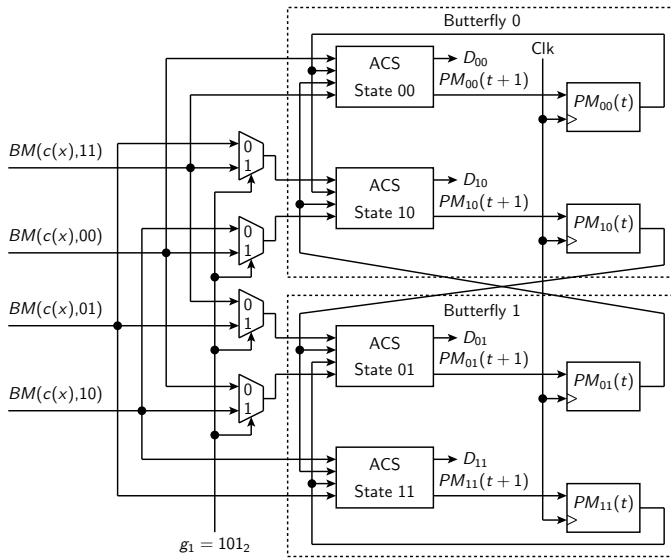 Butterfly 0
Clk
ACS
State 00
D₀₀
PM₀₀(t + 1)
PM₀₀(t)
BM(c(x),11)
0
1
ACS
State 10
D₁₀
PM₁₀(t + 1)
PM₁₀(t)
BM(c(x),00)
0
1
BM(c(x),01)
0
1
Butterfly 1
ACS
State 01
D₀₁
PM₀₁(t + 1)
PM₀₁(t)
BM(c(x),10)
0
1
ACS
State 11
D₁₁
PM₁₁(t + 1)
PM₁₁(t)
g₁ = 101₂